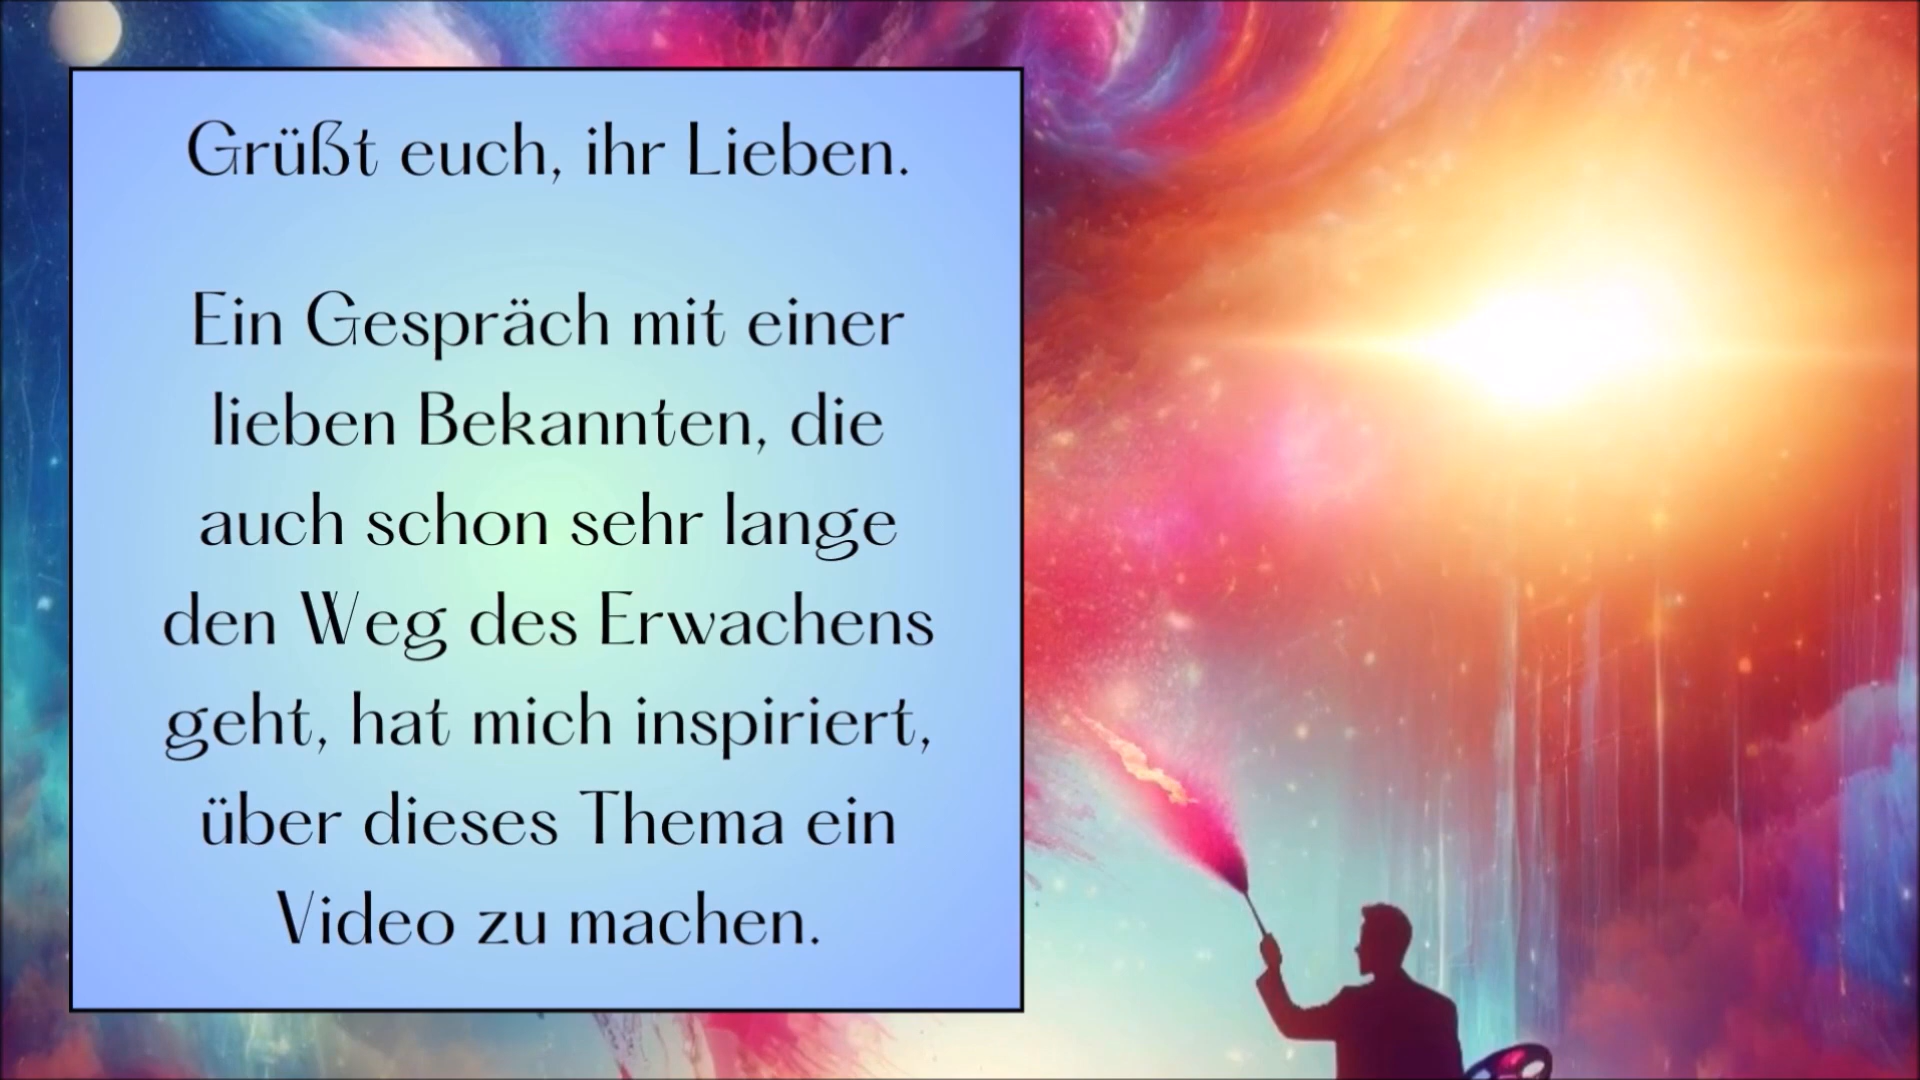 Grüßt euch, ihr Lieben.
Ein Gespräch mit einer
lieben Bekannten, die
auch schon sehr lange
den Weg des Erwachens
geht, hat mich inspiriert,
über dieses Thema ein
Video zu machen.